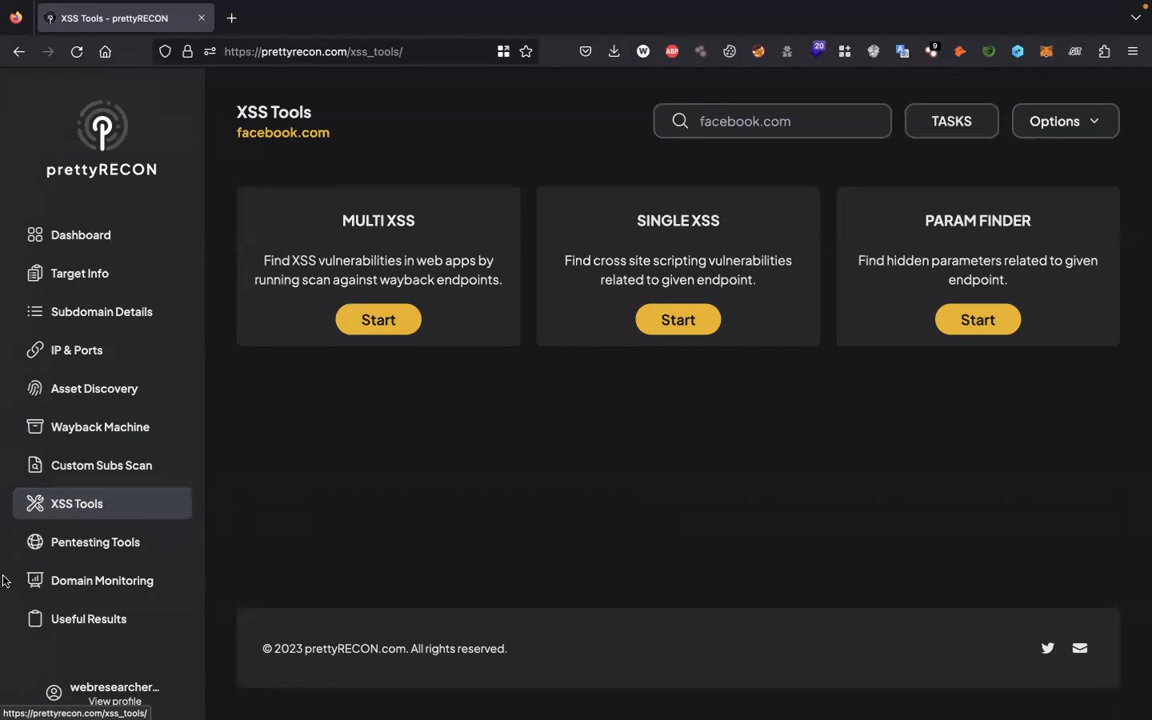 XSS Tools - prettyRECON
https://prettyrecon.com/xss_tools/
20
9
prettyRECON
Dashboard
Target Info
Subdomain Details
IP & Ports
Asset Discovery
Wayback Machine
Custom Subs Scan
XSS Tools
Pentesting Tools
Domain Monitoring
Useful Results
webresearcher...
View profile
https://prettyrecon.com/xss_tools/
XSS Tools
facebook.com
facebook.com
TASKS
Options
MULTI XSS
Find XSS vulnerabilities in web apps by
running scan against wayback endpoints.
Start
SINGLE XSS
Find cross site scripting vulnerabilities
related to given endpoint.
Start
PARAM FINDER
Find hidden parameters related to given
endpoint.
Start
© 2023 prettyRECON.com. All rights reserved.